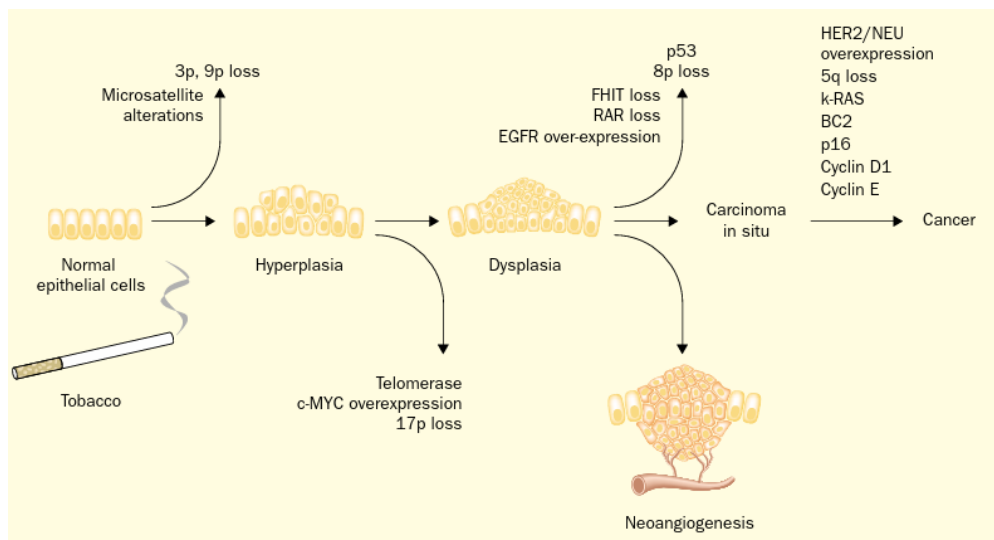 3p, 9p loss
Microsatellite
alterations
p53
8p loss
FHIT loss
RAR loss
EGFR over-expression
HER2/NEU
overexpression
5q loss
k-RAS
BC2
p16
Cyclin D1
Cyclin E
Normal
epithelial cells
Hyperplasia
Dysplasia
Carcinoma
in situ
Cancer
Tobacco
Telomerase
c-MYC overexpression
17p loss
Neoangiogenesis